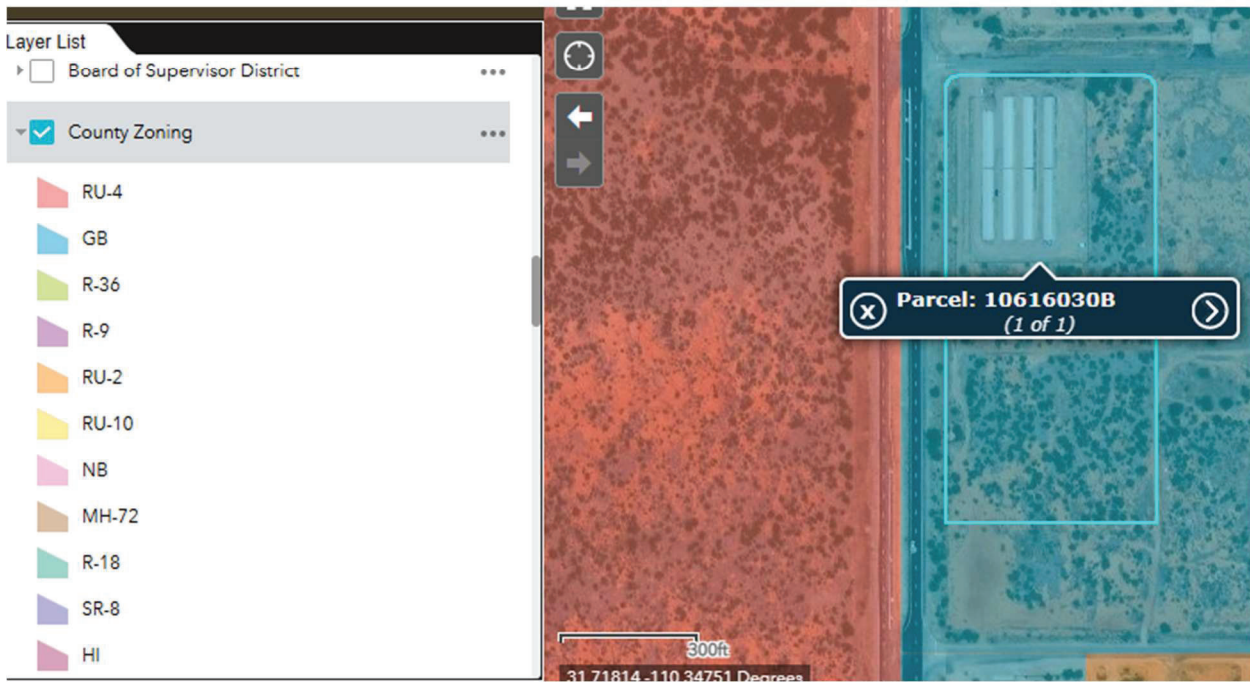 Layer List
Board of Supervisor District
County Zoning
RU-4
GB
R-36
R-9
RU-2
RU-10
NB
MH-72
R-18
SR-8
HI
Parcel: 10616030B
(1 of 1)
300ft
31.71814 -110.34751 Degrees